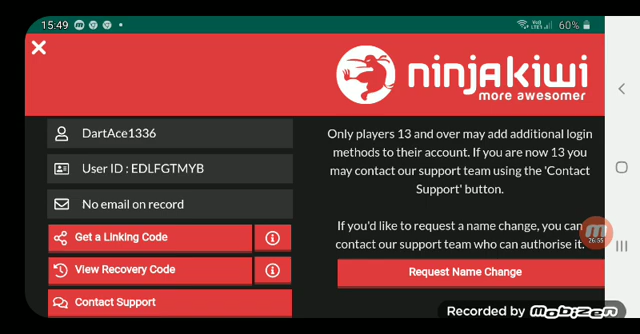 15:49
60%
ninjakiwi
more awesomer
DartAce1336
User ID : EDLFGTMYB
No email on record
Get a Linking Code
View Recovery Code
Contact Support
Only players 13 and over may add additional login
methods to their account. If you are now 13 you
may contact our support team using the 'Contact
Support' button.
If you'd like to request a name change, you can
contact our support team who can authorise it.
26:55
Request Name Change
Recorded by Mobizen